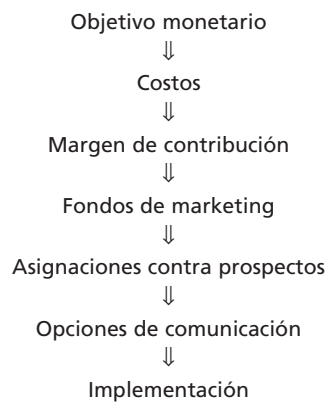 Objetivo monetario
⇓
Costos
⇓
Margen de contribución
⇓
Fondos de marketing
⇓
Asignaciones contra prospectos
⇓
Opciones de comunicación
⇓
Implementación